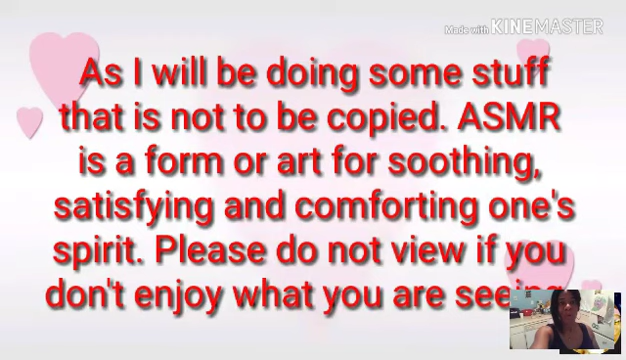 Made with KINEMASTER
As I will be doing some stuff
that is not to be copied. ASMR
is a form or art for soothing,
satisfying and comforting one's
spirit. Please do not view if you
don't enjoy what you are